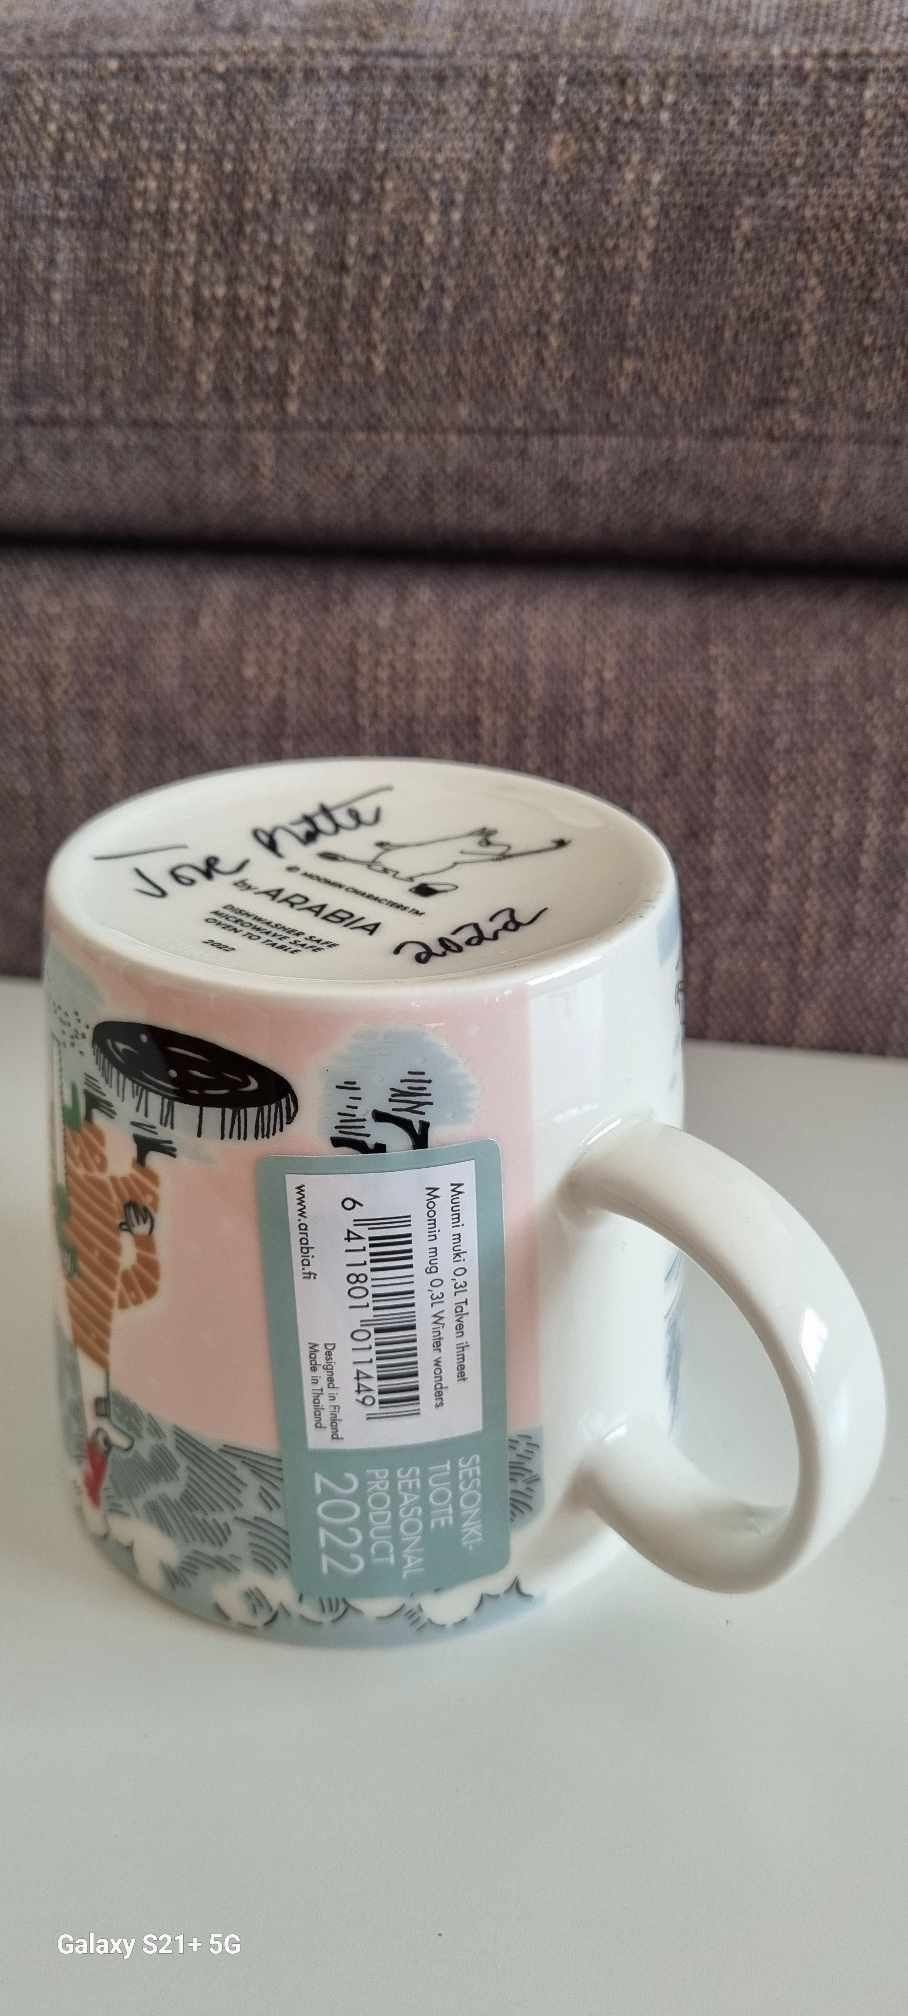 Tove Slotte
© MOOMIN CHARACTERS™
by ARABIA
DISHWASHER SAFE
MICROWAVE SAFE
OVEN TO TABLE
2022
2022
Muumi muki 0,3L Talven ihmeet
Moomin mug 0,3L Winter wonders
6 411801 011449
Designed in Finland
Made in Thailand
www.arabia.fi
SESONKI-
TUOTE
SEASONAL
PRODUCT
2022
Galaxy S21+ 5G